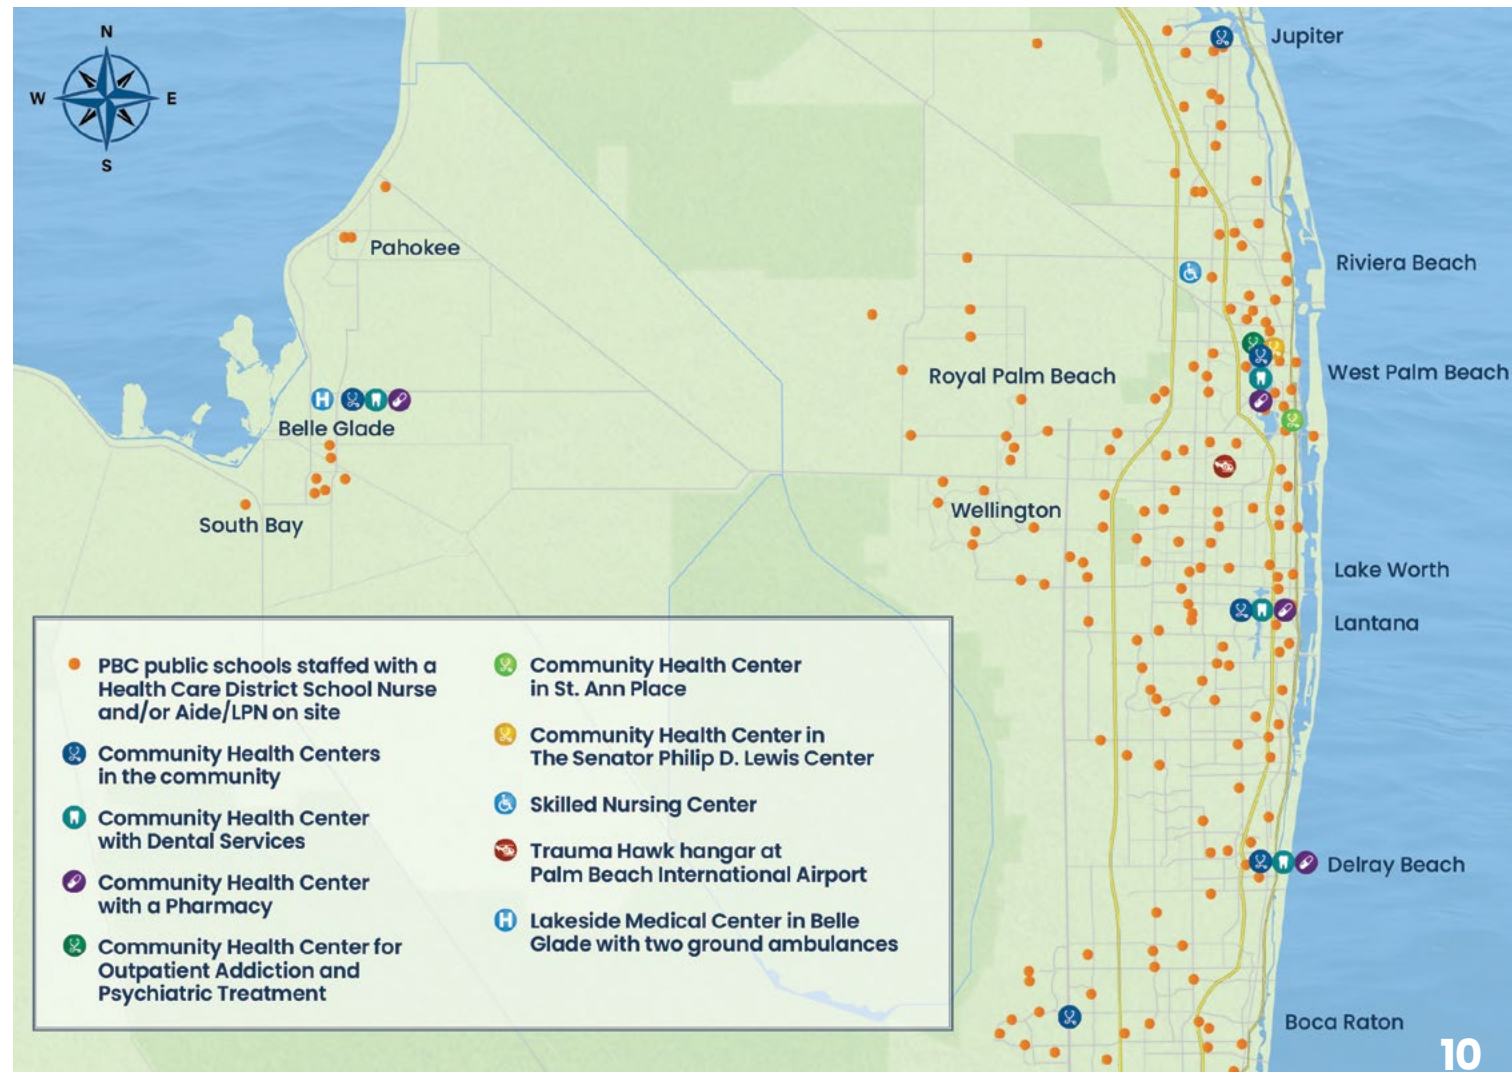 N
W
E
S
Jupiter
Pahokee
Riviera Beach
Royal Palm Beach
West Palm Beach
H
Belle Glade
Wellington
South Bay
Lake Worth
Lantana
PBC public schools staffed with a
Health Care District School Nurse
and/or Aide/LPN on site
Community Health Centers
in the community
Community Health Center
with Dental Services
Community Health Center
with a Pharmacy
Community Health Center for
Outpatient Addiction and
Psychiatric Treatment
Community Health Center
in St. Ann Place
Community Health Center in
The Senator Philip D. Lewis Center
Skilled Nursing Center
Trauma Hawk hangar at
Palm Beach International Airport
H
Lakeside Medical Center in Belle
Glade with two ground ambulances
Delray Beach
Boca Raton
10